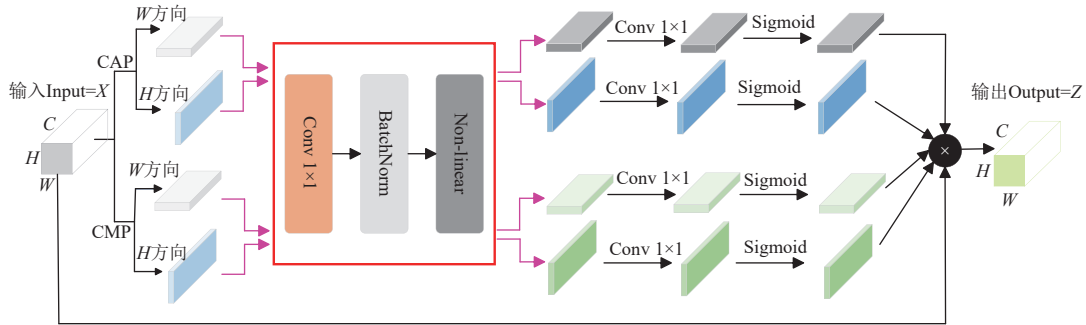 W方向
CAP
H方向
输入Input=X
C
H
W
W方向
CMP
H方向
Conv 1×1
BatchNorm
Non-linear
Conv 1×1
Sigmoid
Conv 1×1
Sigmoid
Conv 1×1
Sigmoid
Conv 1×1
Sigmoid
×
输出Output=Z
C
H
W